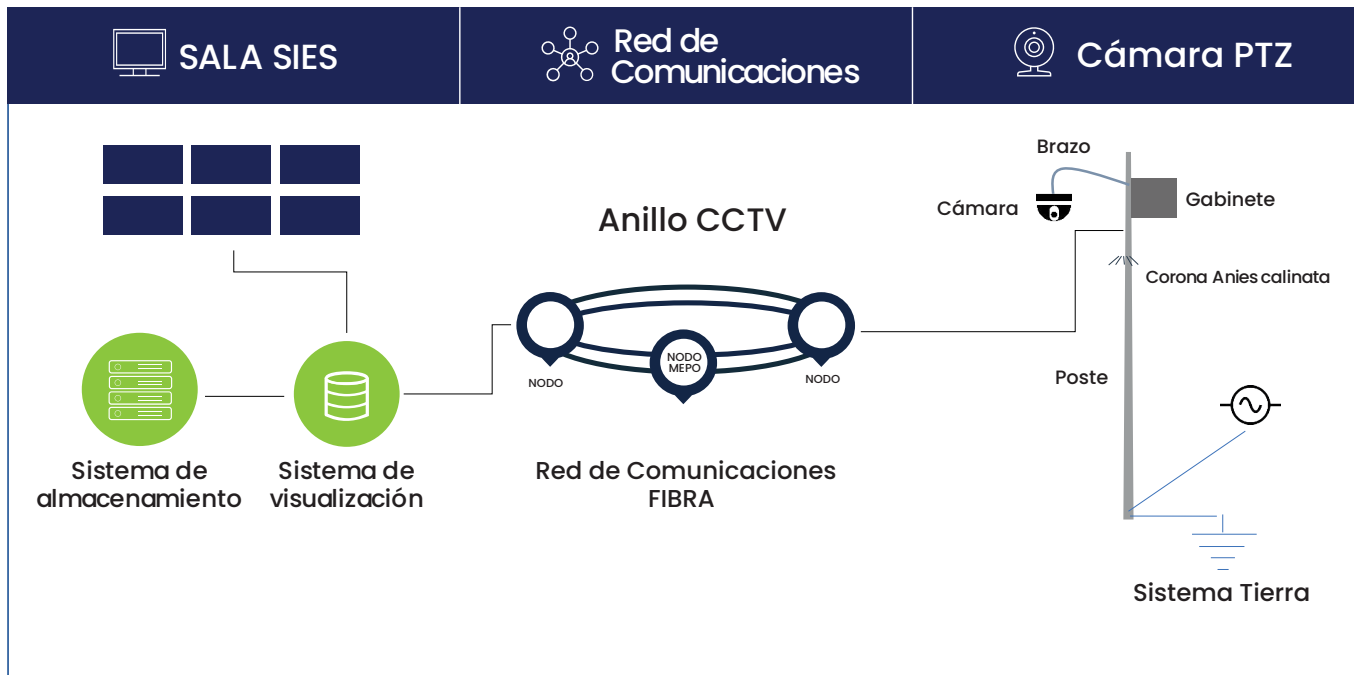 SALA SIES
Red de
Comunicaciones
Cámara PTZ
Brazo
Cámara
Gabinete
Anillo CCTV
Corona Anies calinata
NODO
MEPO
NODO
NODO
Poste
Sistema de
almacenamiento
Sistema de
visualización
Red de Comunicaciones
FIBRA
Sistema Tierra